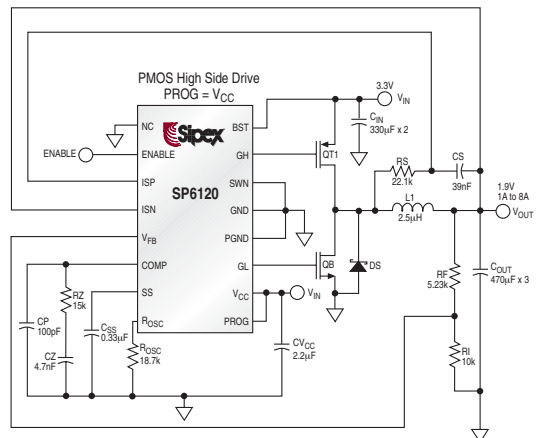 PMOS High Side Drive
PROG = VCC
Sipex
SP6120
NC
ENABLE
ISP
ISN
VFB
COMP
SS
ROSC
BST
GH
SWN
GND
PGND
GL
VCC
PROG
ENABLE
3.3V
VIN
CIN
330μF x 2
QT1
RS
22.1k
CS
39nF
L1
2.5μH
1.9V
1A to 8A
VOUT
QB
DS
RF
5.23k
COUT
470μF x 3
RI
10k
VIN
CVCC
2.2μF
CP
100pF
RZ
15k
CZ
4.7nF
CSS
0.33μF
ROSC
18.7k